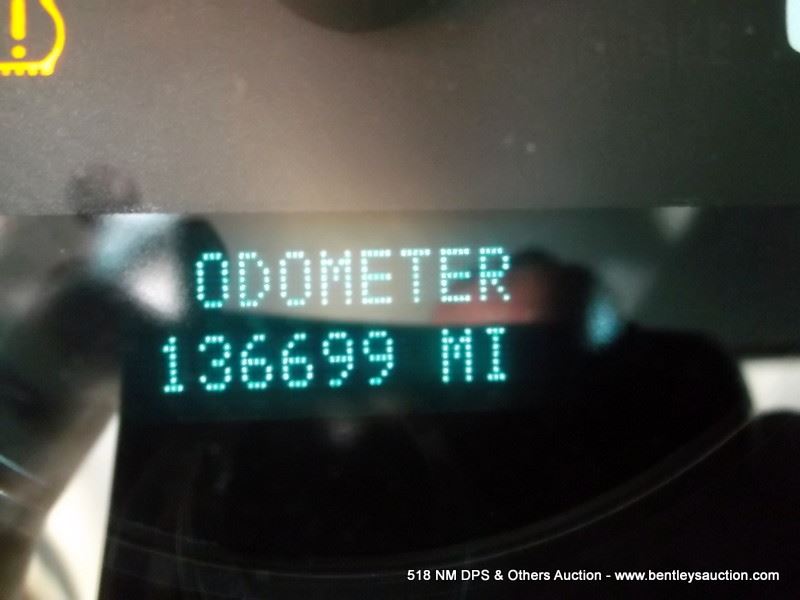 ODOMETER
136699 MI
518 NM DPS & Others Auction - www.bentleysauction.com